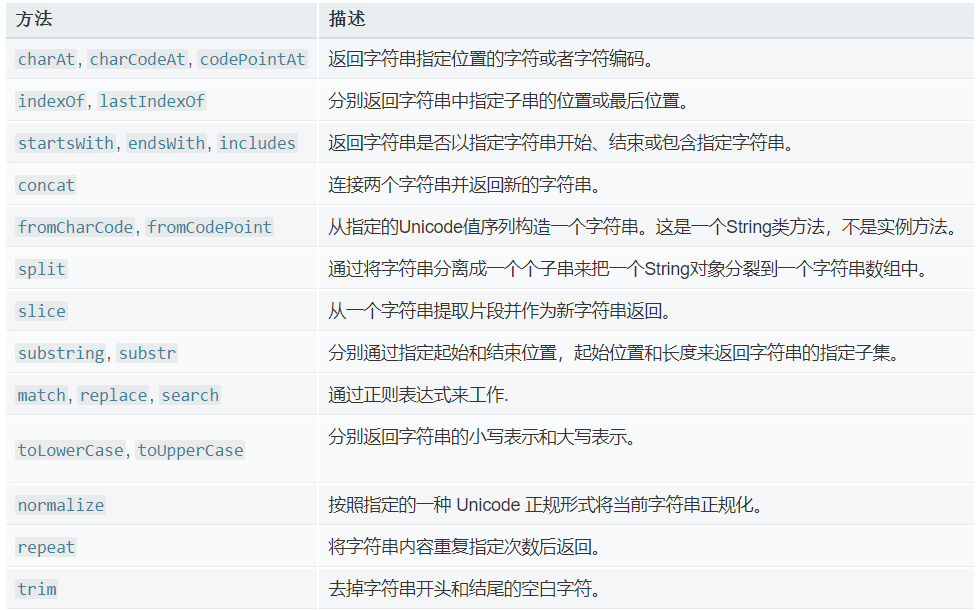 方法 描述
charAt, charCodeAt, codePointAt 返回字符串指定位置的字符或者字符编码。
indexOf, lastIndexOf 分别返回字符串中指定子串的位置或最后位置。
startsWith, endsWith, includes 返回字符串是否以指定字符串开始、结束或包含指定字符串。
concat 连接两个字符串并返回新的字符串。
fromCharCode, fromCodePoint 从指定的Unicode值序列构造一个字符串。这是一个String类方法，不是实例方法。
split 通过将字符串分离成一个个子串来把一个String对象分裂到一个字符串数组中。
slice 从一个字符串提取片段并作为新字符串返回。
substring, substr 分别通过指定起始和结束位置，起始位置和长度来返回字符串的指定子集。
match, replace, search 通过正则表达式来工作.
toLowerCase, toUpperCase 分别返回字符串的小写表示和大写表示。
normalize 按照指定的一种 Unicode 正规形式将当前字符串正规化。
repeat 将字符串内容重复指定次数后返回。
trim 去掉字符串开头和结尾的空白字符。